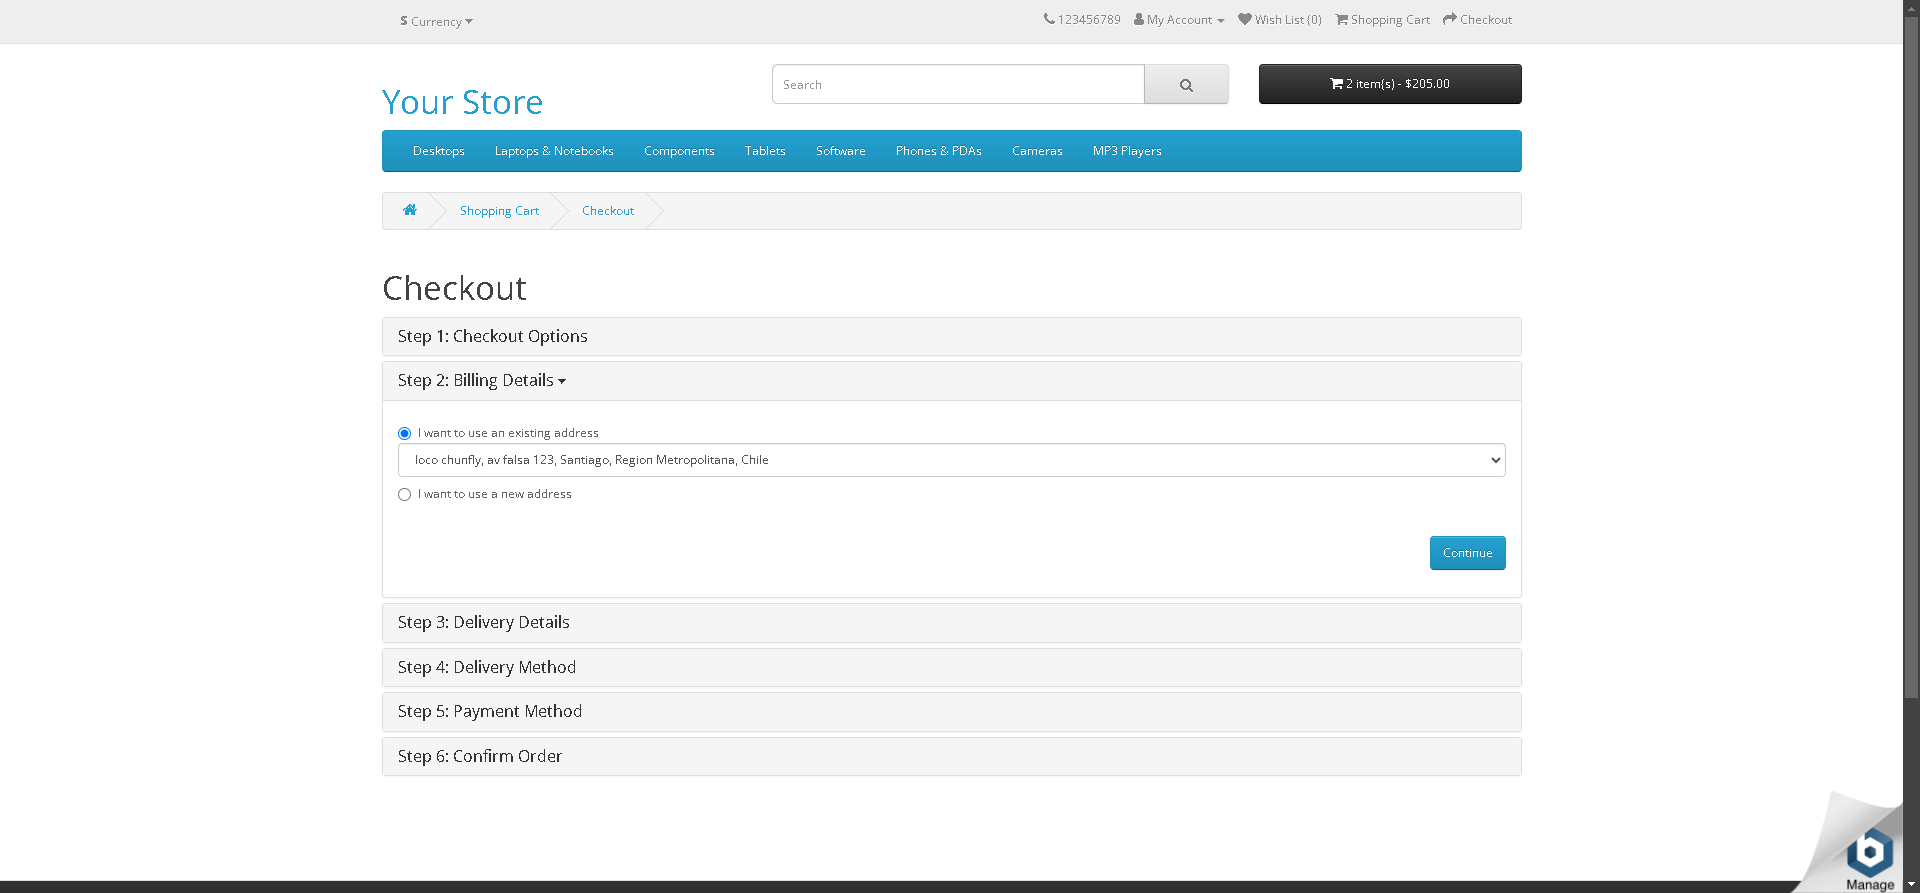 $ Currency
123456789 My Account Wish List (0) Shopping Cart Checkout
Your Store
Search
2 item(s) - $205.00
Desktops Laptops & Notebooks Components Tablets Software Phones & PDAs Cameras MP3 Players
Shopping Cart Checkout
Checkout
Step 1: Checkout Options
Step 2: Billing Details
I want to use an existing address
loco chunfly, av falsa 123, Santiago, Region Metropolitana, Chile
I want to use a new address
Continue
Step 3: Delivery Details
Step 4: Delivery Method
Step 5: Payment Method
Step 6: Confirm Order
b
Manage